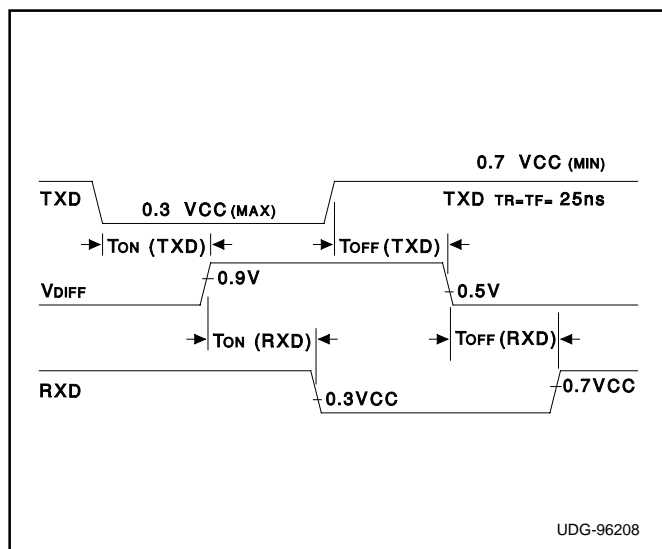 0.7 VCC (MIN)
TXD
0.3 VCC (MAX)
TXD TR=TF= 25ns
TON (TXD)
TOFF (TXD)
0.9V
VDIFF
0.5V
TON (RXD)
TOFF (RXD)
RXD
0.3VCC
0.7VCC
UDG-96208